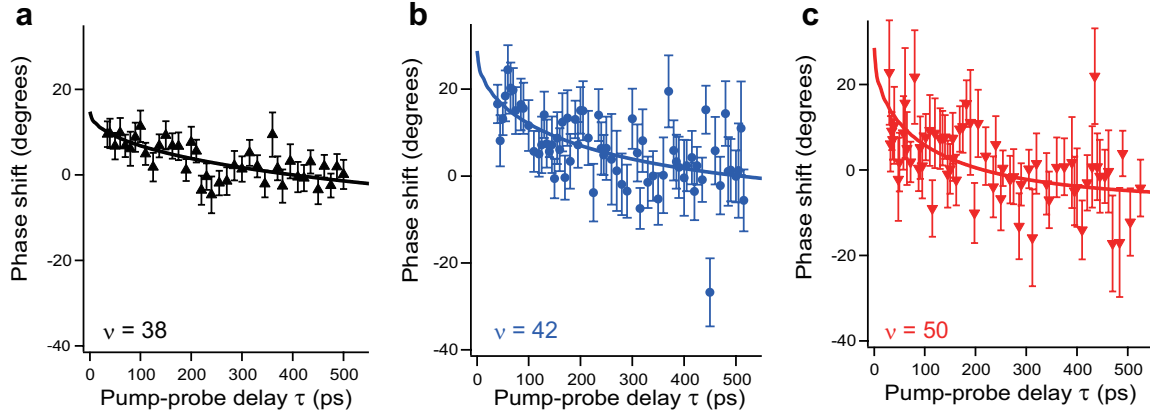 a
Phase shift (degrees)
20
0
-20
-40
ν = 38
0 100 200 300 400 500
Pump-probe delay τ (ps)
b
Phase shift (degrees)
20
0
-20
-40
ν = 42
0 100 200 300 400 500
Pump-probe delay τ (ps)
c
Phase shift (degrees)
20
0
-20
-40
ν = 50
0 100 200 300 400 500
Pump-probe delay τ (ps)